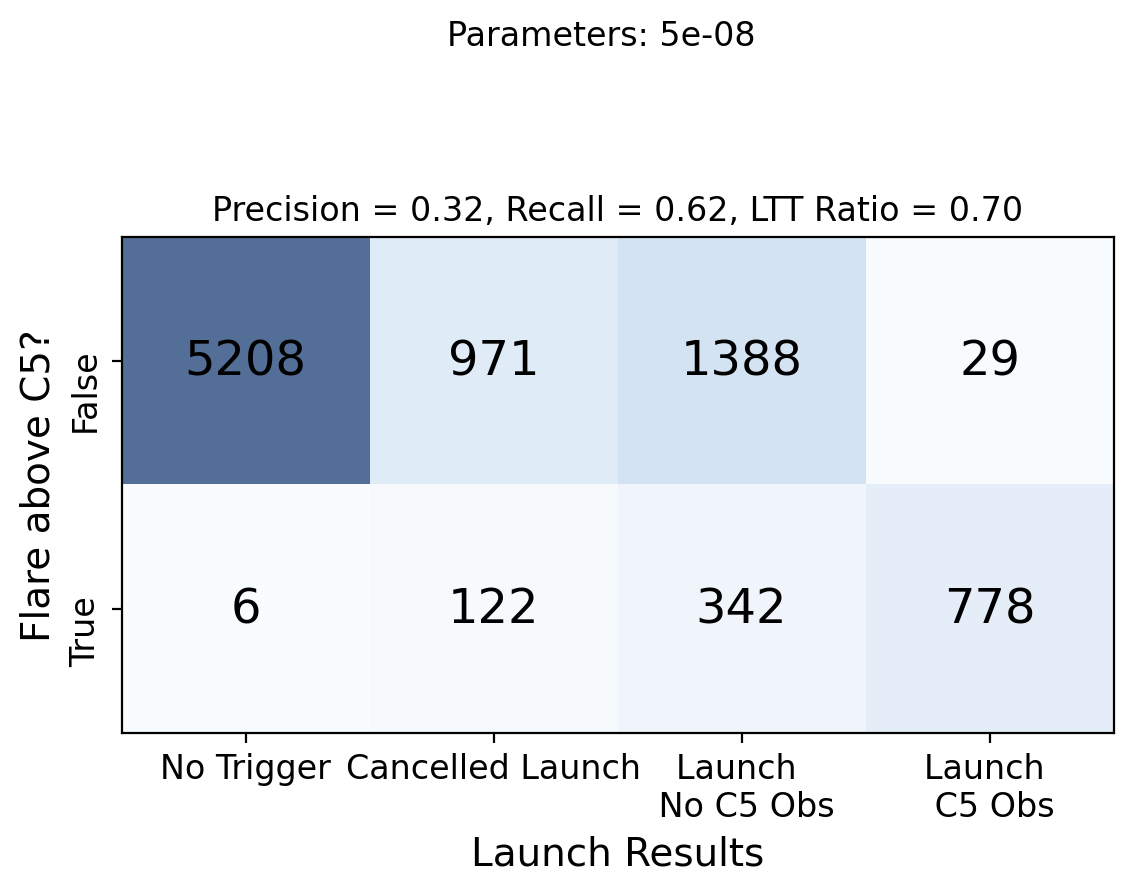 Parameters: 5e-08
Precision = 0.32, Recall = 0.62, LTT Ratio = 0.70
Flare above C5?
False
5208
971
1388
29
True
6
122
342
778
No Trigger
Cancelled Launch
Launch
No C5 Obs
Launch
C5 Obs
Launch Results